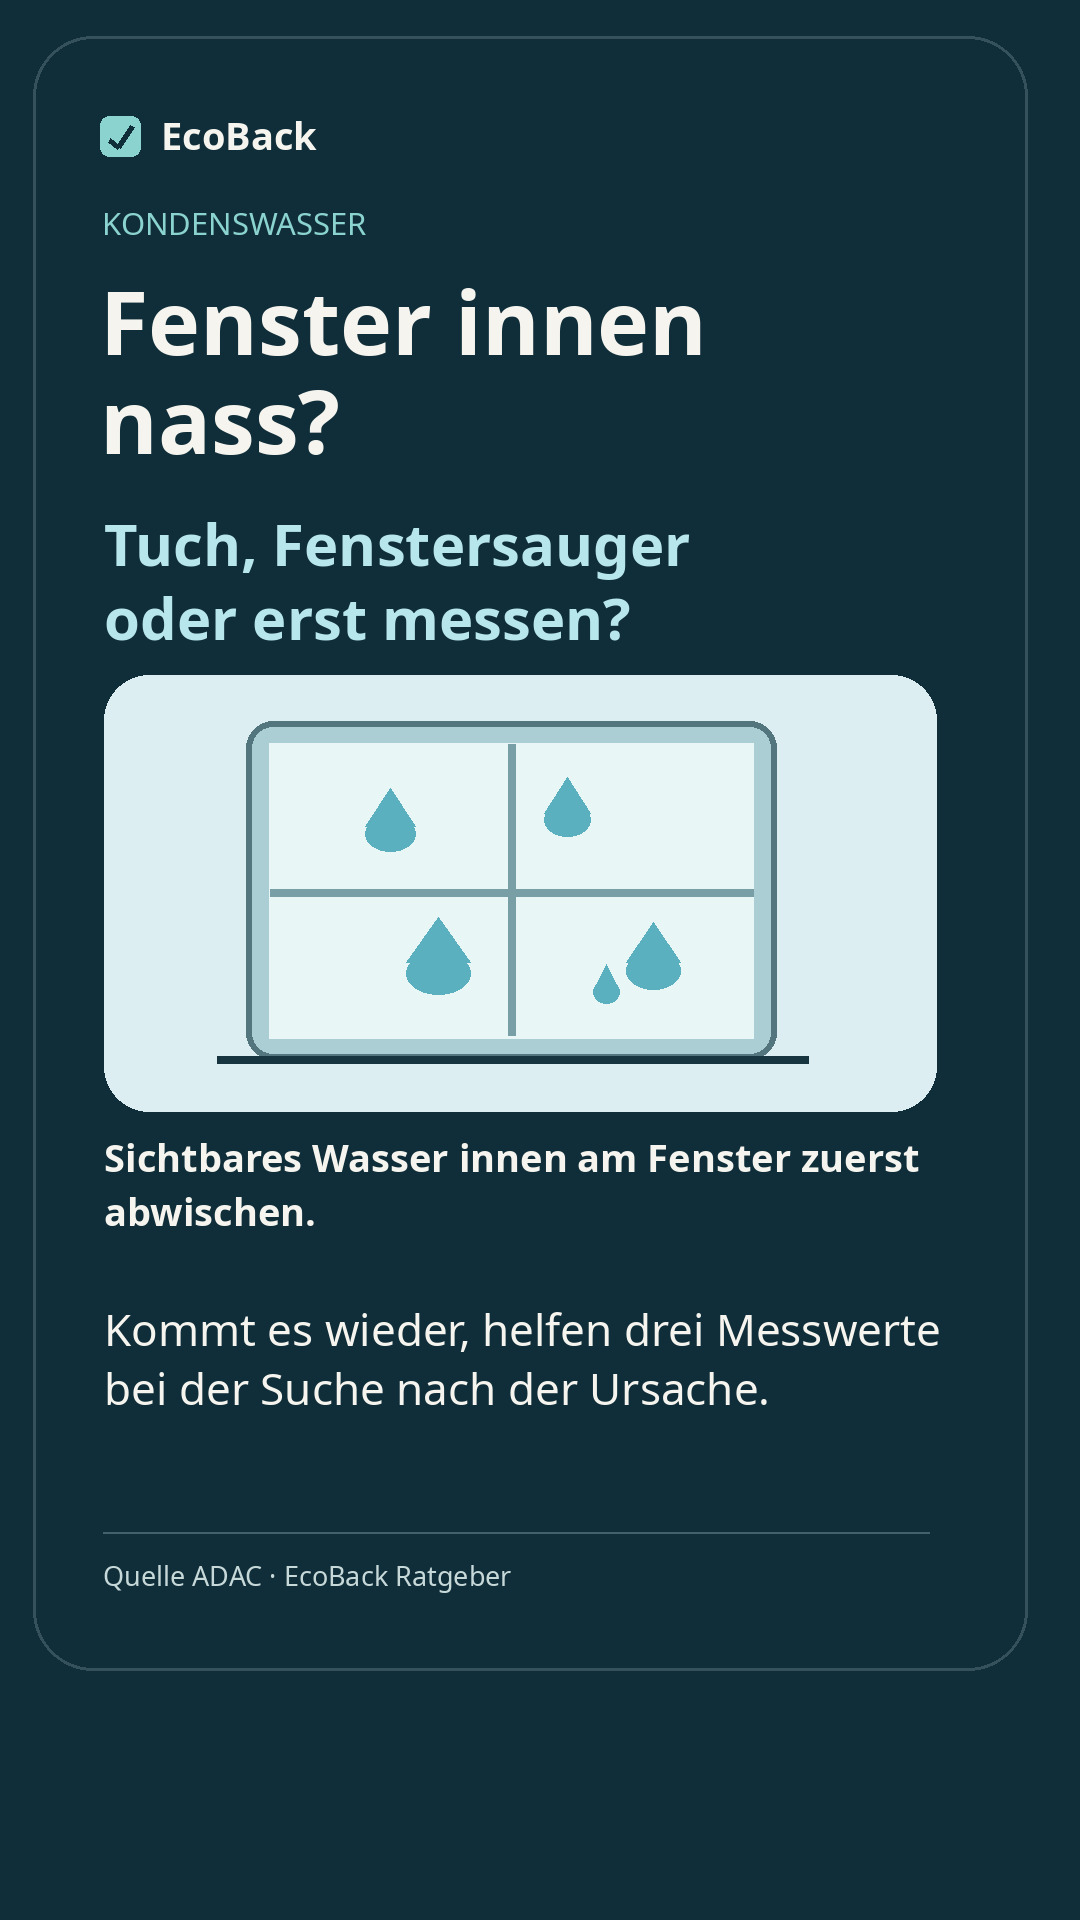 EcoBack
KONDENSWASSER
Fenster innen
nass?
Tuch, Fenstersauger
oder erst messen?
Sichtbares Wasser innen am Fenster zuerst
abwischen.
Kommt es wieder, helfen drei Messwerte
bei der Suche nach der Ursache.
Quelle ADAC · EcoBack Ratgeber